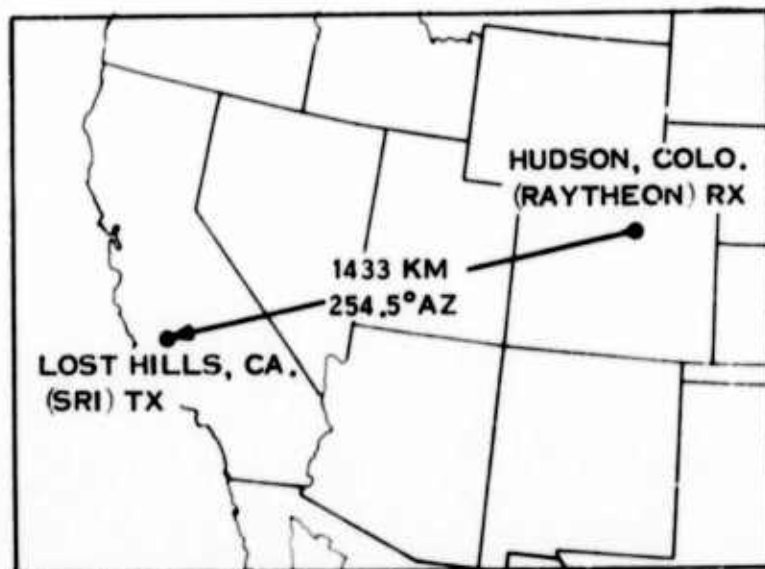 HUDSON, COLO.
(RAYTHEON) RX
1433 KM
254.5° AZ
LOST HILLS, CA.
(SRI) TX